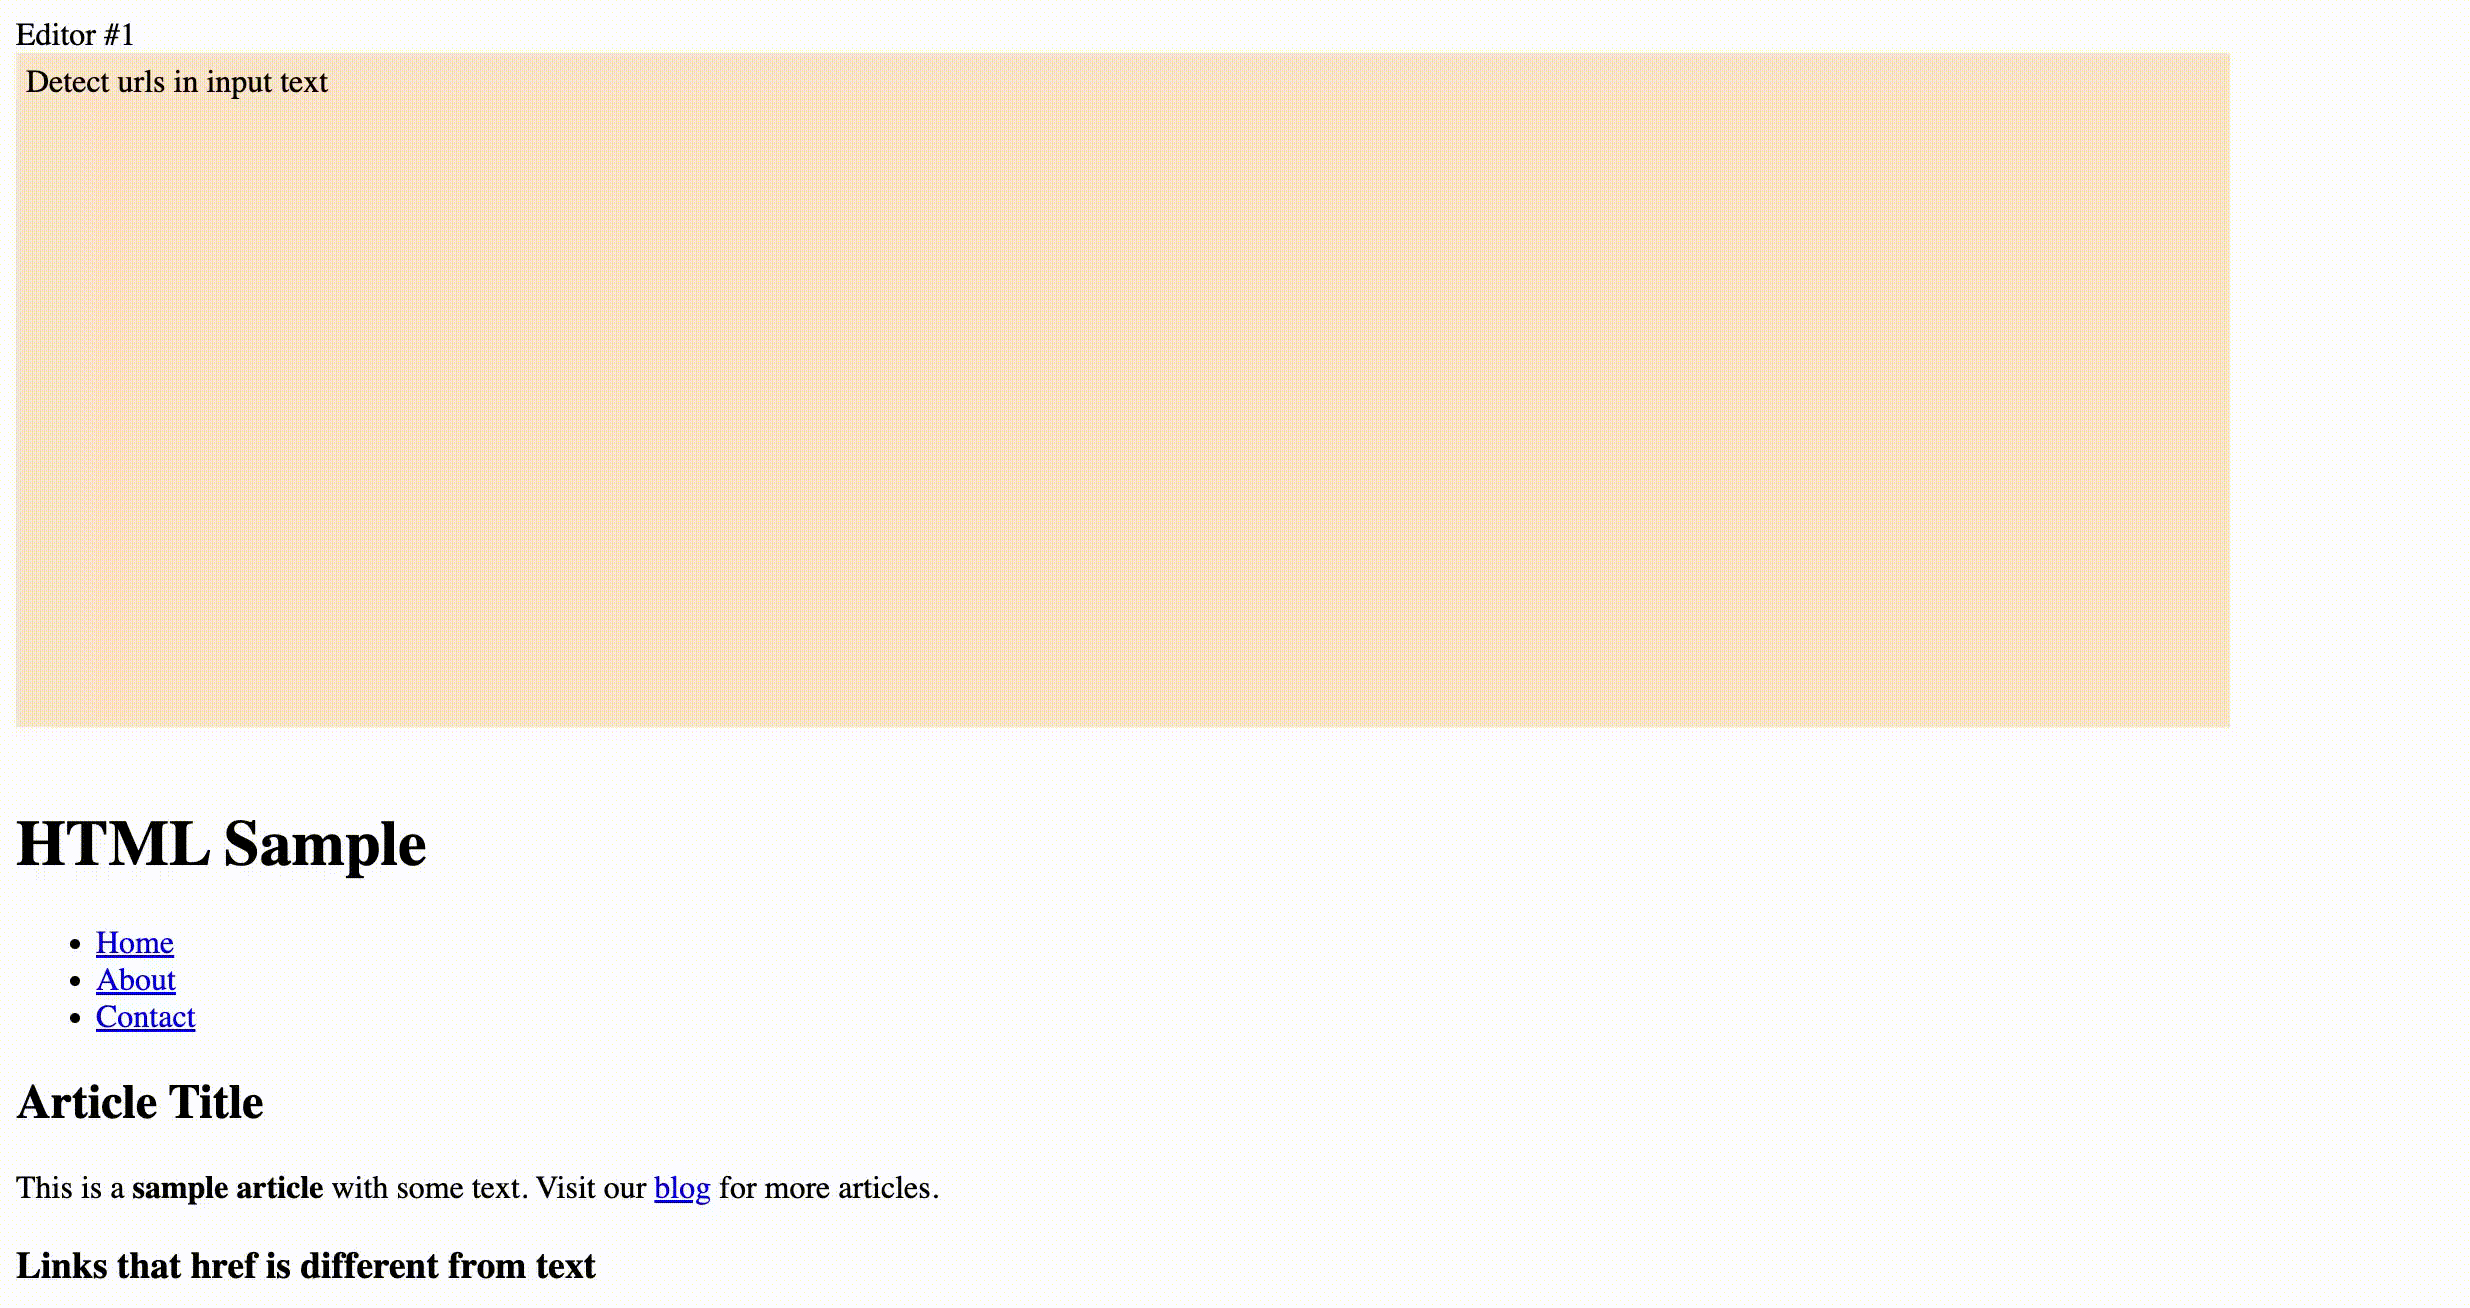 Editor #1
Detect urls in input text
HTML Sample
Home
About
Contact
Article Title
This is a sample article with some text. Visit our blog for more articles.
Links that href is different from text